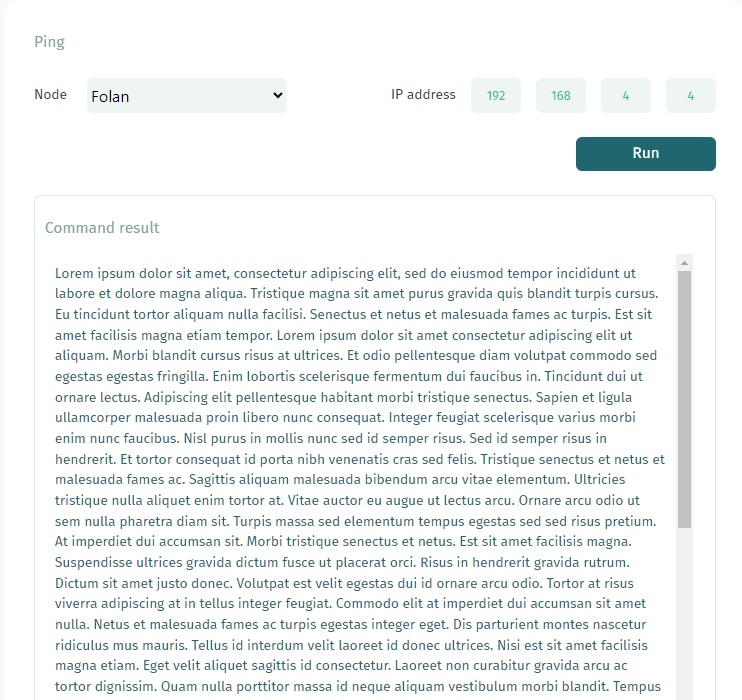 Ping
Node Folan IP address 192 168 4 4
Run
Command result
Lorem ipsum dolor sit amet, consectetur adipiscing elit, sed do eiusmod tempor incididunt ut
labore et dolore magna aliqua. Tristique magna sit amet purus gravida quis blandit turpis cursus.
Eu tincidunt tortor aliquam nulla facilisi. Senectus et netus et malesuada fames ac turpis. Est sit
amet facilisis magna etiam tempor. Lorem ipsum dolor sit amet consectetur adipiscing elit ut
aliquam. Morbi blandit cursus risus at ultrices. Et odio pellentesque diam volutpat commodo sed
egestas egestas fringilla. Enim lobortis scelerisque fermentum dui faucibus in. Tincidunt dui ut
ornare lectus. Adipiscing elit pellentesque habitant morbi tristique senectus. Sapien et ligula
ullamcorper malesuada proin libero nunc consequat. Integer feugiat scelerisque varius morbi
enim nunc faucibus. Nisl purus in mollis nunc sed id semper risus. Sed id semper risus in
hendrerit. Et tortor consequat id porta nibh venenatis cras sed felis. Tristique senectus et netus et
malesuada fames ac. Sagittis aliquam malesuada bibendum arcu vitae elementum. Ultricies
tristique nulla aliquet enim tortor at. Vitae auctor eu augue ut lectus arcu. Ornare arcu odio ut
sem nulla pharetra diam sit. Turpis massa sed elementum tempus egestas sed sed risus pretium.
At imperdiet dui accumsan sit. Morbi tristique senectus et netus. Est sit amet facilisis magna.
Suspendisse ultrices gravida dictum fusce ut placerat orci. Risus in hendrerit gravida rutrum.
Dictum sit amet justo donec. Volutpat est velit egestas dui id ornare arcu odio. Tortor at risus
viverra adipiscing at in tellus integer feugiat. Commodo elit at imperdiet dui accumsan sit amet
nulla. Netus et malesuada fames ac turpis egestas integer eget. Dis parturient montes nascetur
ridiculus mus mauris. Tellus id interdum velit laoreet id donec ultrices. Nisi est sit amet facilisis
magna etiam. Eget velit aliquet sagittis id consectetur. Laoreet non curabitur gravida arcu ac
tortor dignissim. Quam nulla porttitor massa id neque aliquam vestibulum morbi blandit. Tempus